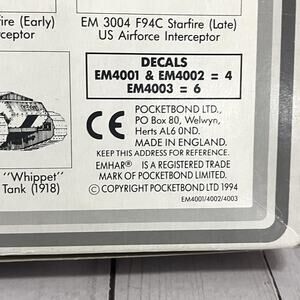 fire (Early)
ceptor
EM 3004 F94C Starfire (Late)
US Airforce Interceptor
DECALS
EM4001 & EM4002 = 4
EM4003 = 6
"Whippet"
Tank (1918)
CE
POCKETBOND LTD.,
PO Box 80, Welwyn,
Herts AL6 0ND.
MADE IN ENGLAND.
KEEP THIS ADDRESS FOR REFERENCE.
EMHAR® IS A REGISTERED TRADE
MARK OF POCKETBOND LIMITED.
© COPYRIGHT POCKETBOND LTD 1994
EM4001/4002/4003